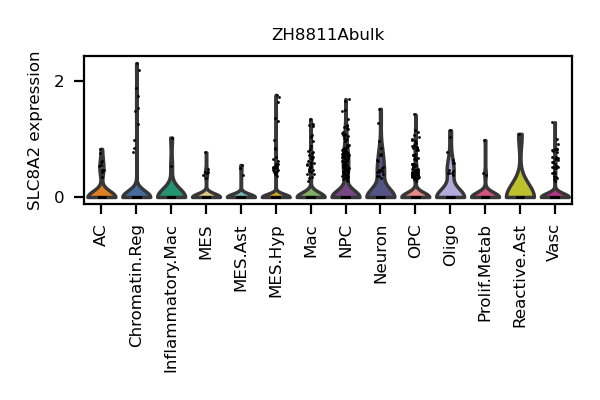 ZH8811Abulk
SLC8A2 expression
2
0
AC
Chromatin.Reg
Inflammatory.Mac
MES
MES.Ast
MES.Hyp
Mac
NPC
Neuron
OPC
Oligo
Prolif.Metab
Reactive.Ast
Vasc